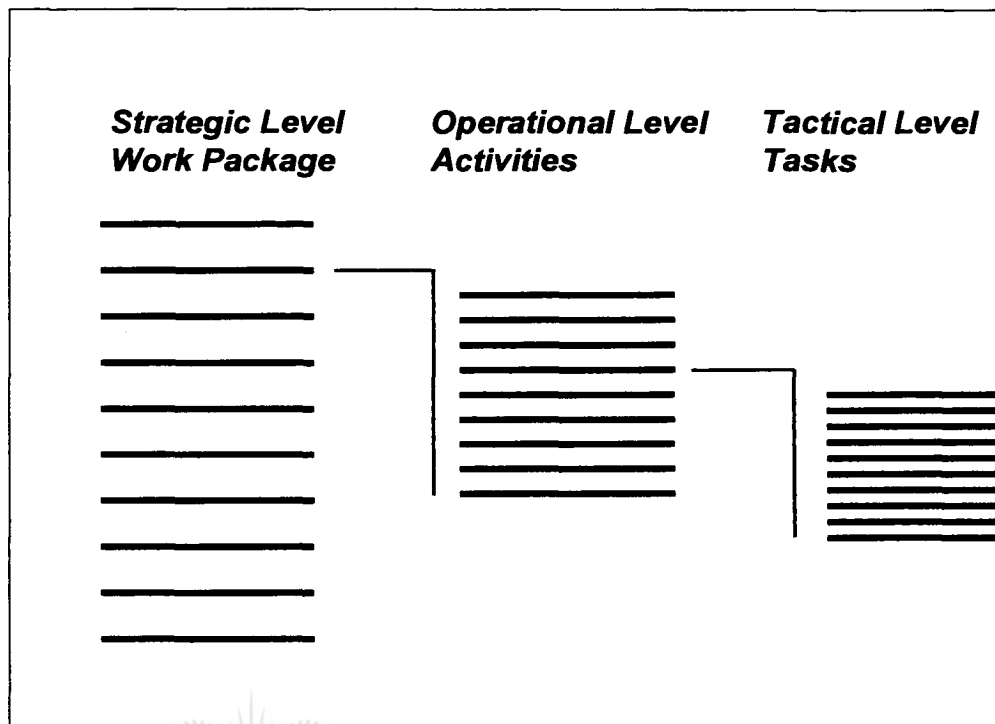 Strategic Level
Work Package
Operational Level
Activities
Tactical Level
Tasks